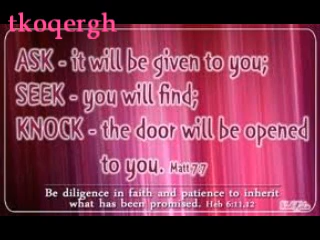 tkoqergh
ASK - it will be given to you;
SEEK - you will find;
KNOCK - the door will be opened
to you. Matt 7:7
Be diligence in faith and patience to inherit
what has been promised. Heb 6:11,12